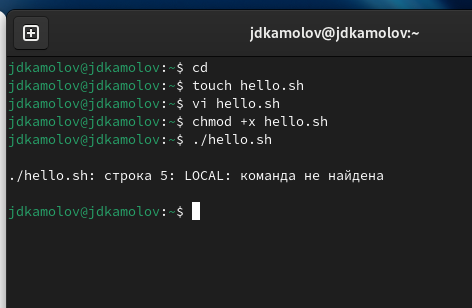 jdkamolov@jdkamolov:~
jdkamolov@jdkamolov:~$ cd
jdkamolov@jdkamolov:~$ touch hello.sh
jdkamolov@jdkamolov:~$ vi hello.sh
jdkamolov@jdkamolov:~$ chmod +x hello.sh
jdkamolov@jdkamolov:~$ ./hello.sh
./hello.sh: строка 5: LOCAL: команда не найдена
jdkamolov@jdkamolov:~$